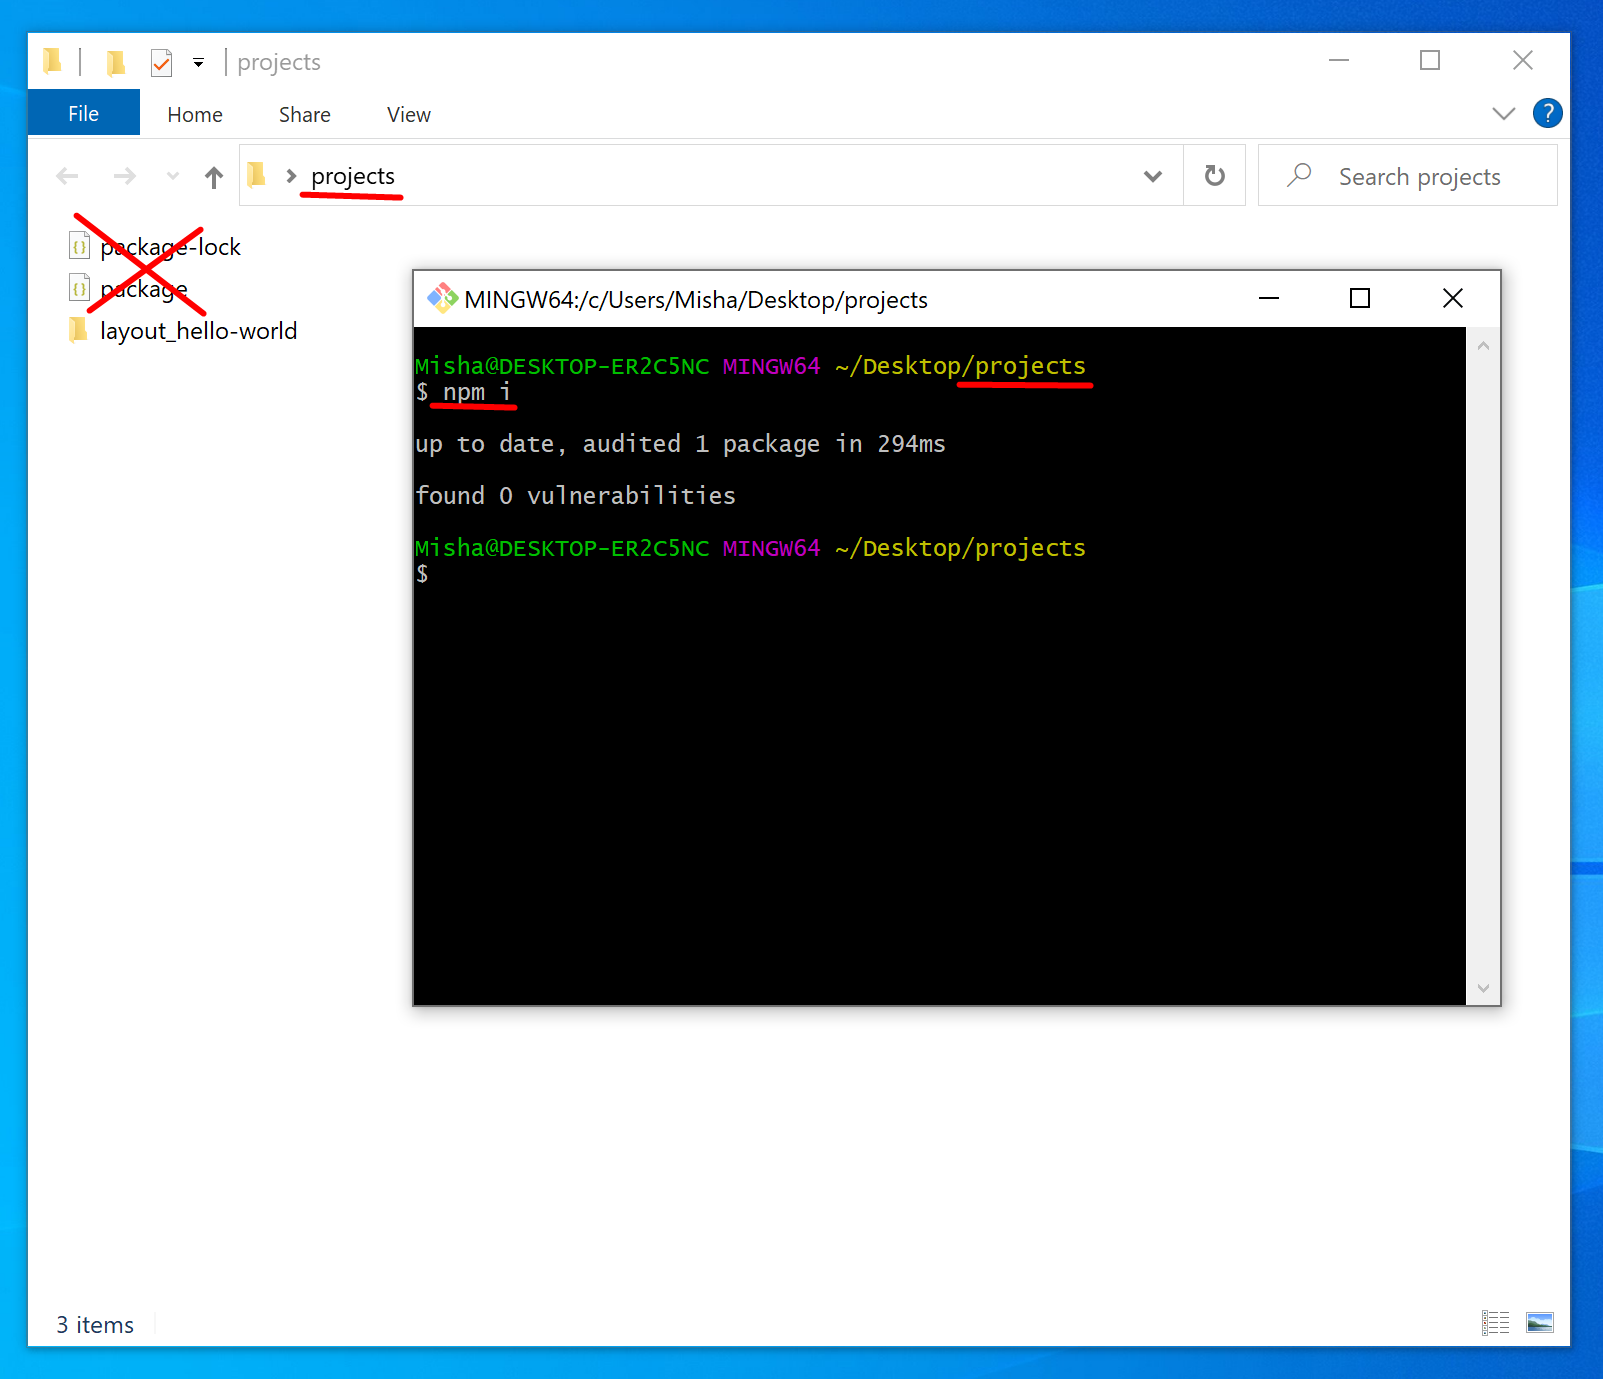 projects
File Home Share View
?
projects
Search projects
package-lock
package
layout_hello-world
MINGW64:/c/Users/Misha/Desktop/projects
Misha@DESKTOP-ER2C5NC MINGW64 ~/Desktop/projects
$ npm i
up to date, audited 1 package in 294ms
found 0 vulnerabilities
Misha@DESKTOP-ER2C5NC MINGW64 ~/Desktop/projects
$
3 items